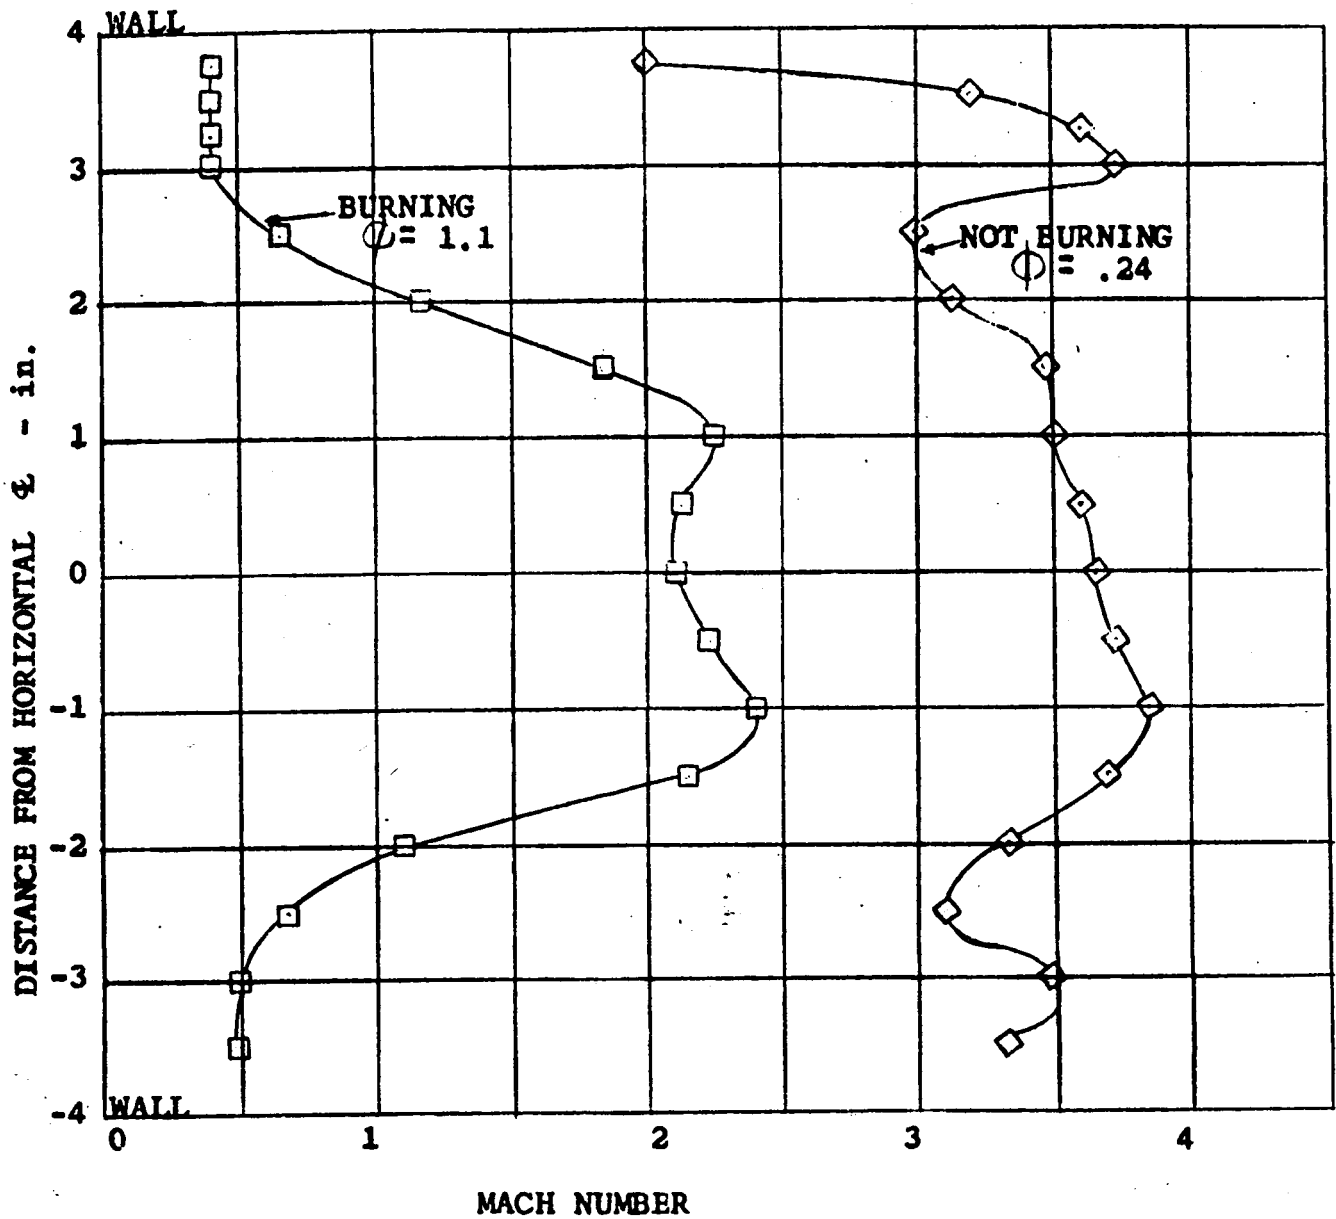 4
WALL
3
BURNING
ϕ = 1.1
NOT BURNING
ϕ = .24
2
1
0
-1
-2
-3
-4
WALL
0 1 2 3 4
DISTANCE FROM HORIZONTAL ℄ - in.
MACH NUMBER